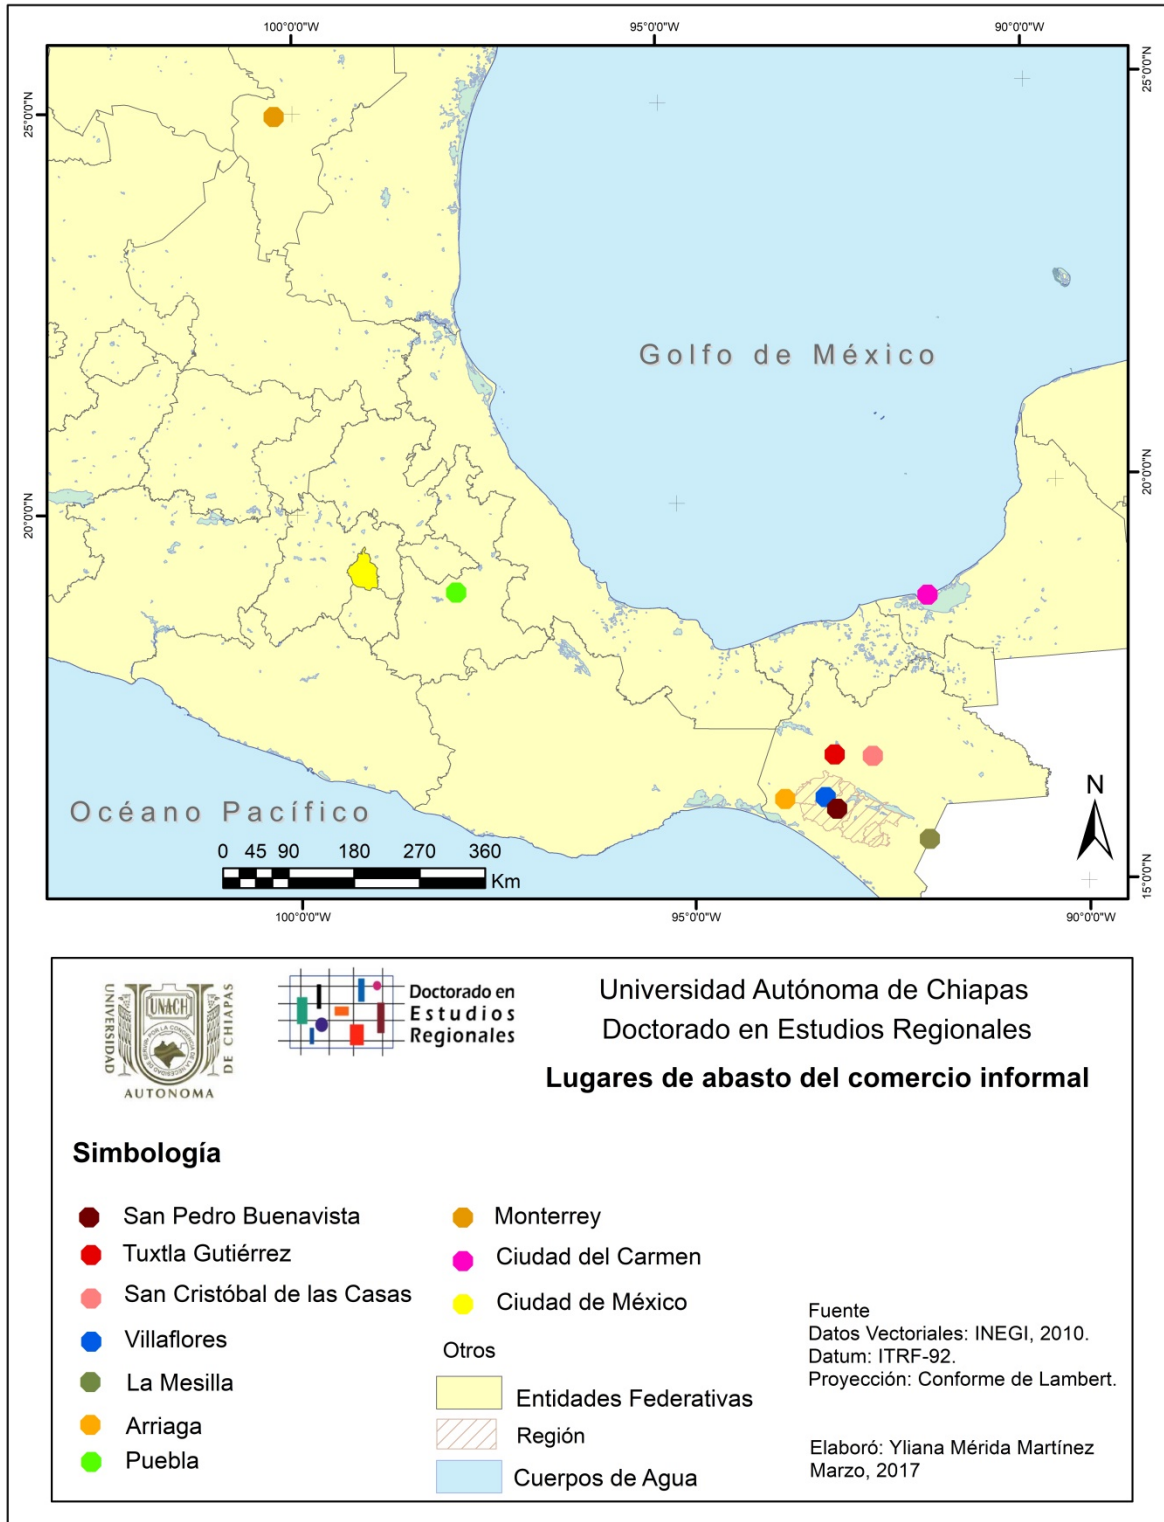 100°0'0"W
95°0'0"W
90°0'0"W
25°0'0"N
25°0'0"N
Golfo de México
20°0'0"N
20°0'0"N
Océano Pacífico
N
0 45 90 180 270 360
Km
15°0'0"N
100°0'0"W
95°0'0"W
90°0'0"W
UNIVERSIDAD
UNACH
DE CHIAPAS
AUTONOMA
Doctorado en
Estudios
Regionales
Universidad Autónoma de Chiapas
Doctorado en Estudios Regionales
Lugares de abasto del comercio informal
Simbología
San Pedro Buenavista
Tuxtla Gutiérrez
San Cristóbal de las Casas
Villaflores
La Mesilla
Arriaga
Puebla
Monterrey
Ciudad del Carmen
Ciudad de México
Otros
Entidades Federativas
Región
Cuerpos de Agua
Fuente
Datos Vectoriales: INEGI, 2010.
Datum: ITRF-92.
Proyección: Conforme de Lambert.
Elaboró: Yliana Mérida Martínez
Marzo, 2017